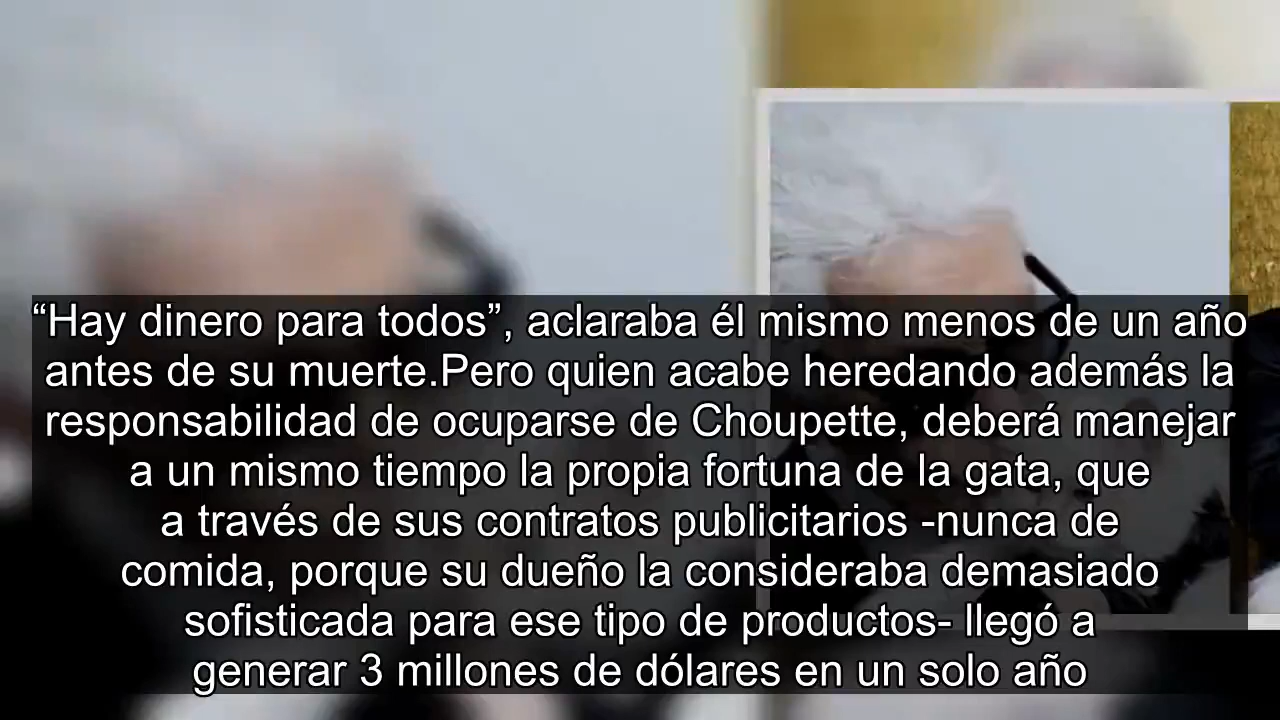 “Hay dinero para todos”, aclaraba él mismo menos de un año
antes de su muerte.Pero quien acabe heredando además la
responsabilidad de ocuparse de Choupette, deberá manejar
a un mismo tiempo la propia fortuna de la gata, que
a través de sus contratos publicitarios -nunca de
comida, porque su dueño la consideraba demasiado
sofisticada para ese tipo de productos- llegó a
generar 3 millones de dólares en un solo año